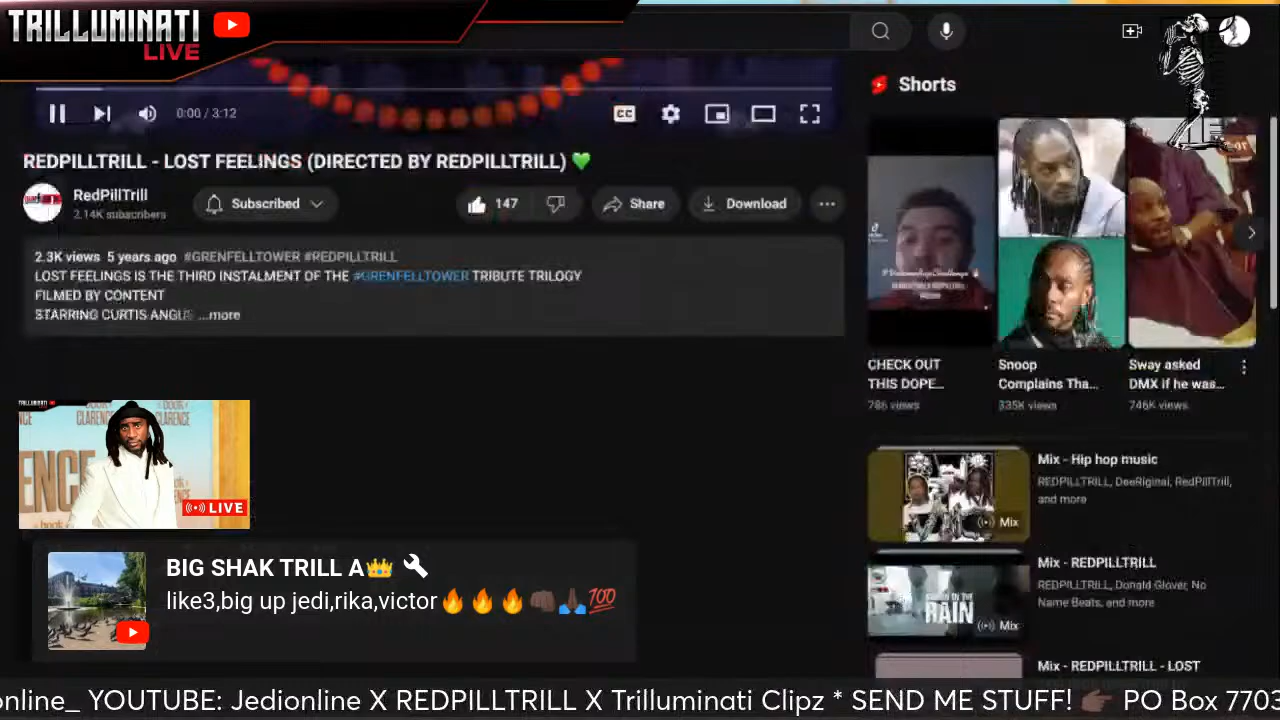 TRILLUMINATI
LIVE
0:00 / 3:12
CC
REDPILLTRILL - LOST FEELINGS (DIRECTED BY REDPILLTRILL) 💚
RedPillTrill
2.14K subscribers
Subscribed
147
Share
Download
2.3K views 5 years ago #GRENFELLTOWER #REDPILLTRILL
LOST FEELINGS IS THE THIRD INSTALMENT OF THE #GRENFELLTOWER TRIBUTE TRILOGY
FILMED BY CONTENT
STARRING CURTIS ANGUS ...more
Shorts
CHECK OUT
THIS DOPE...
786 views
Snoop
Complains Tha...
335K views
Sway asked
DMX if he was...
746K views
CLARENCE
ENCE
LIVE
Mix - Hip hop music
REDPILLTRILL, DeeRiginal, RedPillTrill,
and more
Mix
Mix - REDPILLTRILL
REDPILLTRILL, Donald Glover, No
Name Beats, and more
RAIN
Mix
Mix - REDPILLTRILL - LOST
BIG SHAK TRILL A👑 🔧
like3,big up jedi,rika,victor🔥🔥🔥👊🏿🙏🏿💯
online_ YOUTUBE: Jedionline X REDPILLTRILL X Trilluminati Clipz * SEND ME STUFF! 👉🏿 PO Box 7703